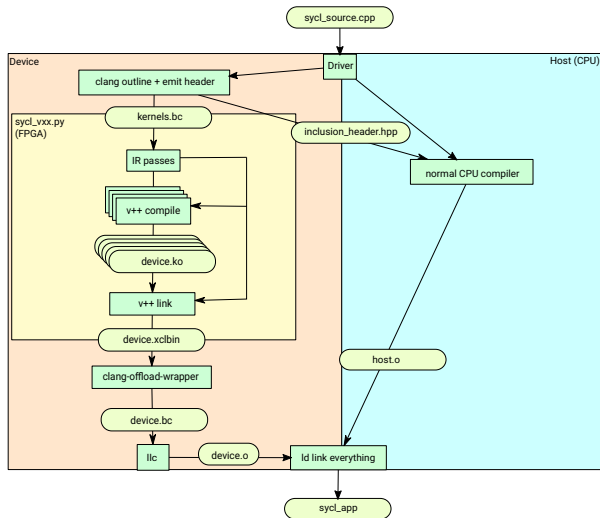 sycl_source.cpp
Device
Driver
Host (CPU)
clang outline + emit header
kernels.bc
sycl_vxx.py
(FPGA)
inclusion_header.hpp
IR passes
normal CPU compiler
v++ compile
device.ko
v++ link
device.xclbin
host.o
clang-offload-wrapper
device.bc
llc
device.o
ld link everything
sycl_app